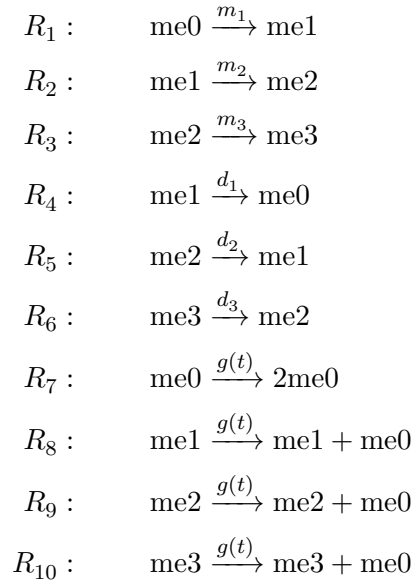 R₁ : me0 →^{m₁} me1
R₂ : me1 →^{m₂} me2
R₃ : me2 →^{m₃} me3
R₄ : me1 →^{d₁} me0
R₅ : me2 →^{d₂} me1
R₆ : me3 →^{d₃} me2
R₇ : me0 →^{g(t)} 2me0
R₈ : me1 →^{g(t)} me1 + me0
R₉ : me2 →^{g(t)} me2 + me0
R₁₀ : me3 →^{g(t)} me3 + me0